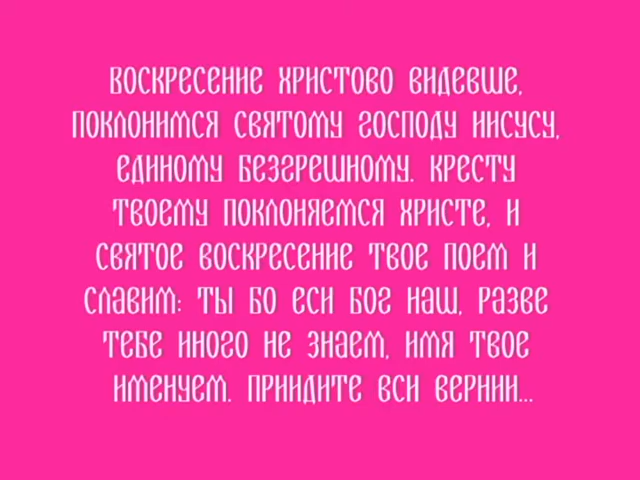 Воскресение Христово видевше,
поклонимся святому Господу Иисусу,
единому безгрешному. Кресту
Твоему поклоняемся Христе, и
святое воскресение Твое поем и
славим: Ты бо еси Бог наш, разве
Тебе иного не знаем, имя Твое
именуем. Приидите вси вернии...